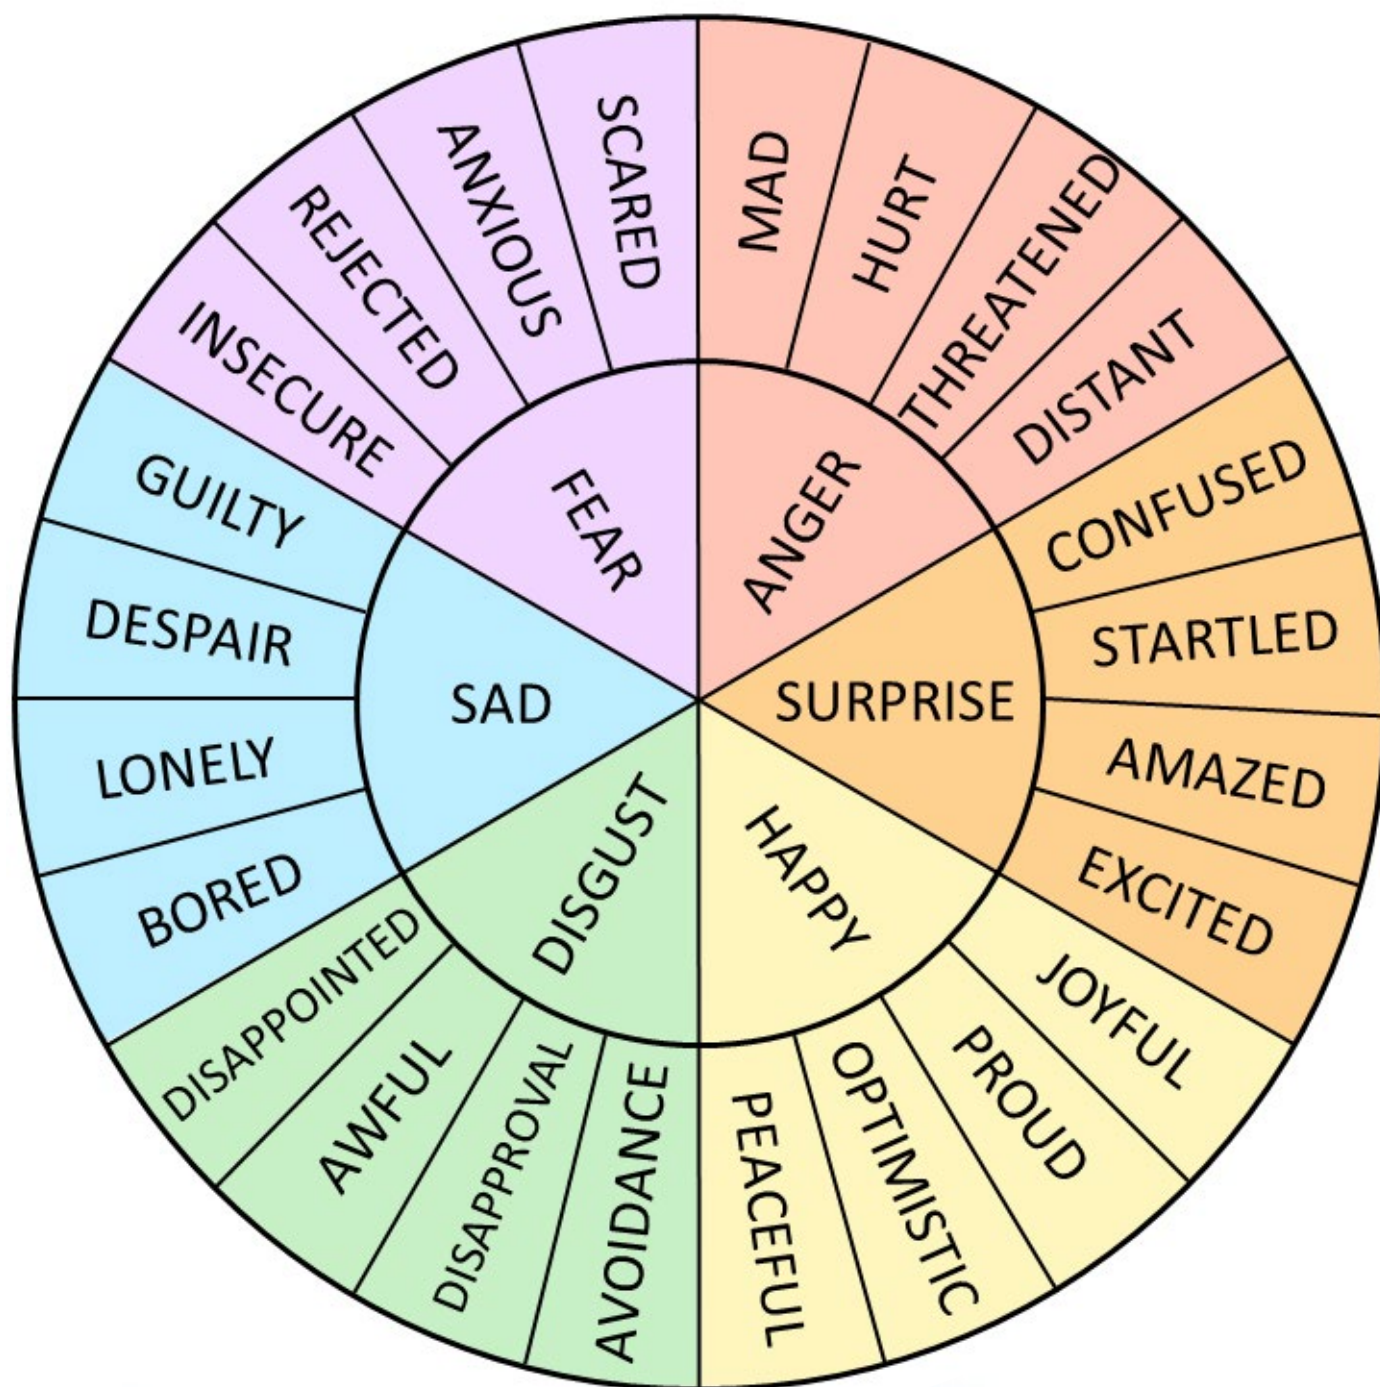 MAD
HURT
THREATENED
DISTANT
CONFUSED
STARTLED
AMAZED
EXCITED
JOYFUL
PROUD
OPTIMISTIC
PEACEFUL
AVOIDANCE
DISAPPROVAL
AWFUL
DISAPPOINTED
BORED
LONELY
DESPAIR
GUILTY
INSECURE
REJECTED
ANXIOUS
SCARED
ANGER
SURPRISE
HAPPY
DISGUST
SAD
FEAR